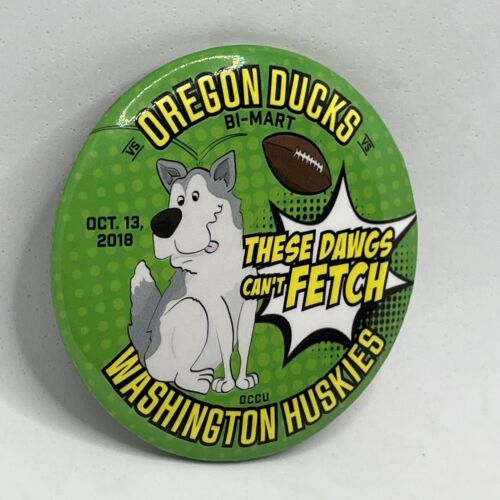 OREGON DUCKS
BI-MART
VS
VS
OCT. 13,
2018
THESE DAWGS
CAN'T FETCH
OCCU
WASHINGTON HUSKIES